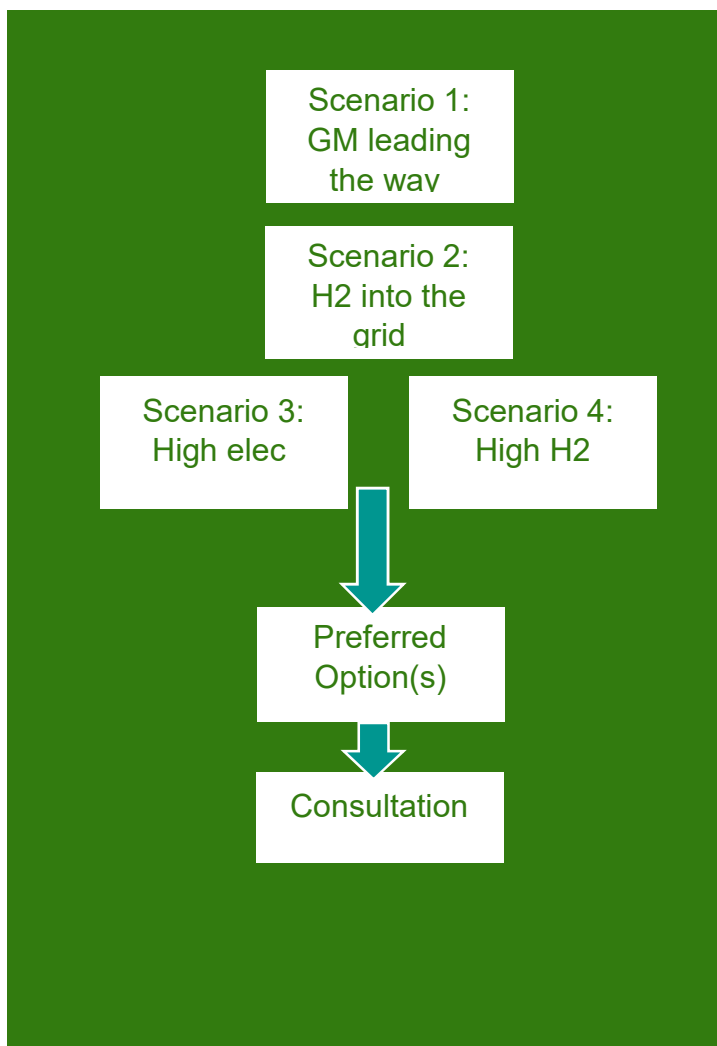 Scenario 1:
GM leading
the way
Scenario 2:
H2 into the
grid
Scenario 3:
High elec
Scenario 4:
High H2
Preferred
Option(s)
Consultation